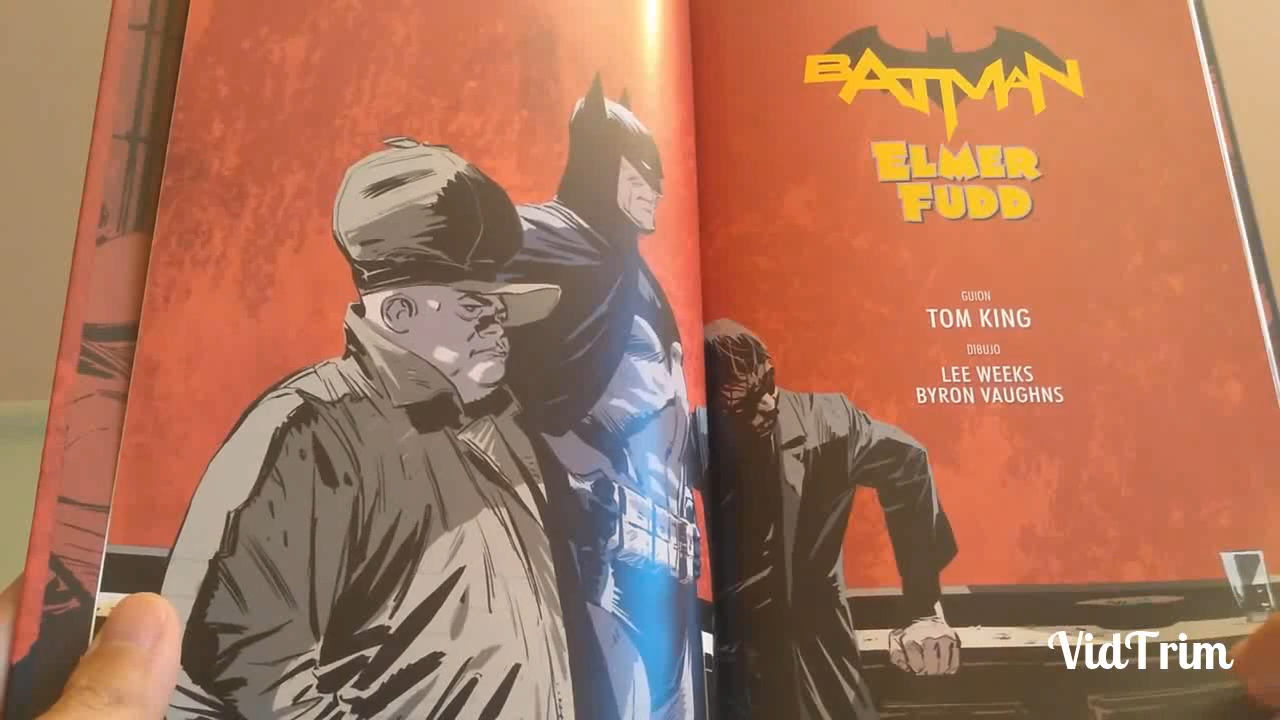 BATMAN
ELMER
FUDD
GUION
TOM KING
DIBUJO
LEE WEEKS
BYRON VAUGHNS
VidTrim